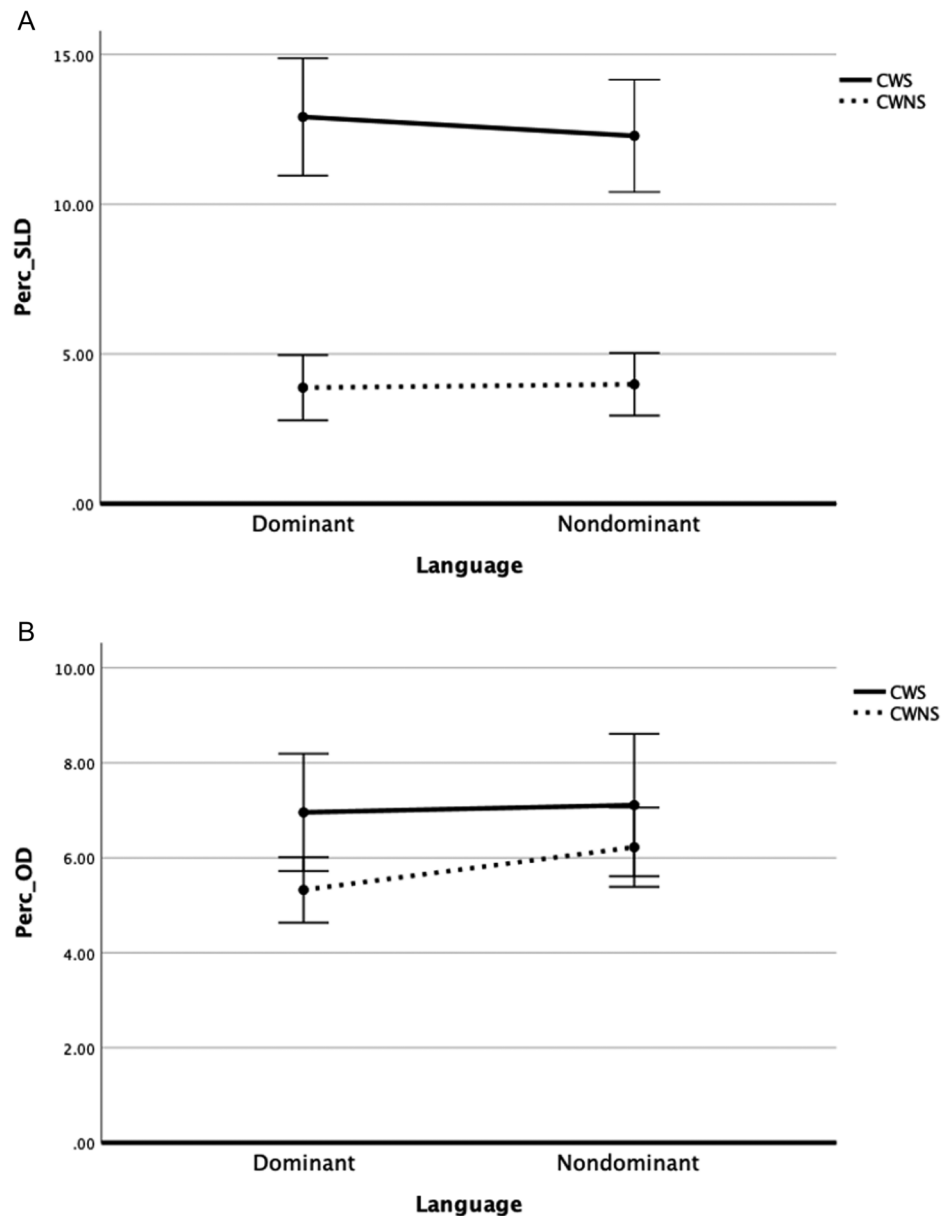 A
15.00
10.00
5.00
.00
Perc_SLD
CWS
CWNS
Dominant Nondominant
Language
B
10.00
8.00
6.00
4.00
2.00
.00
Perc_OD
CWS
CWNS
Dominant Nondominant
Language